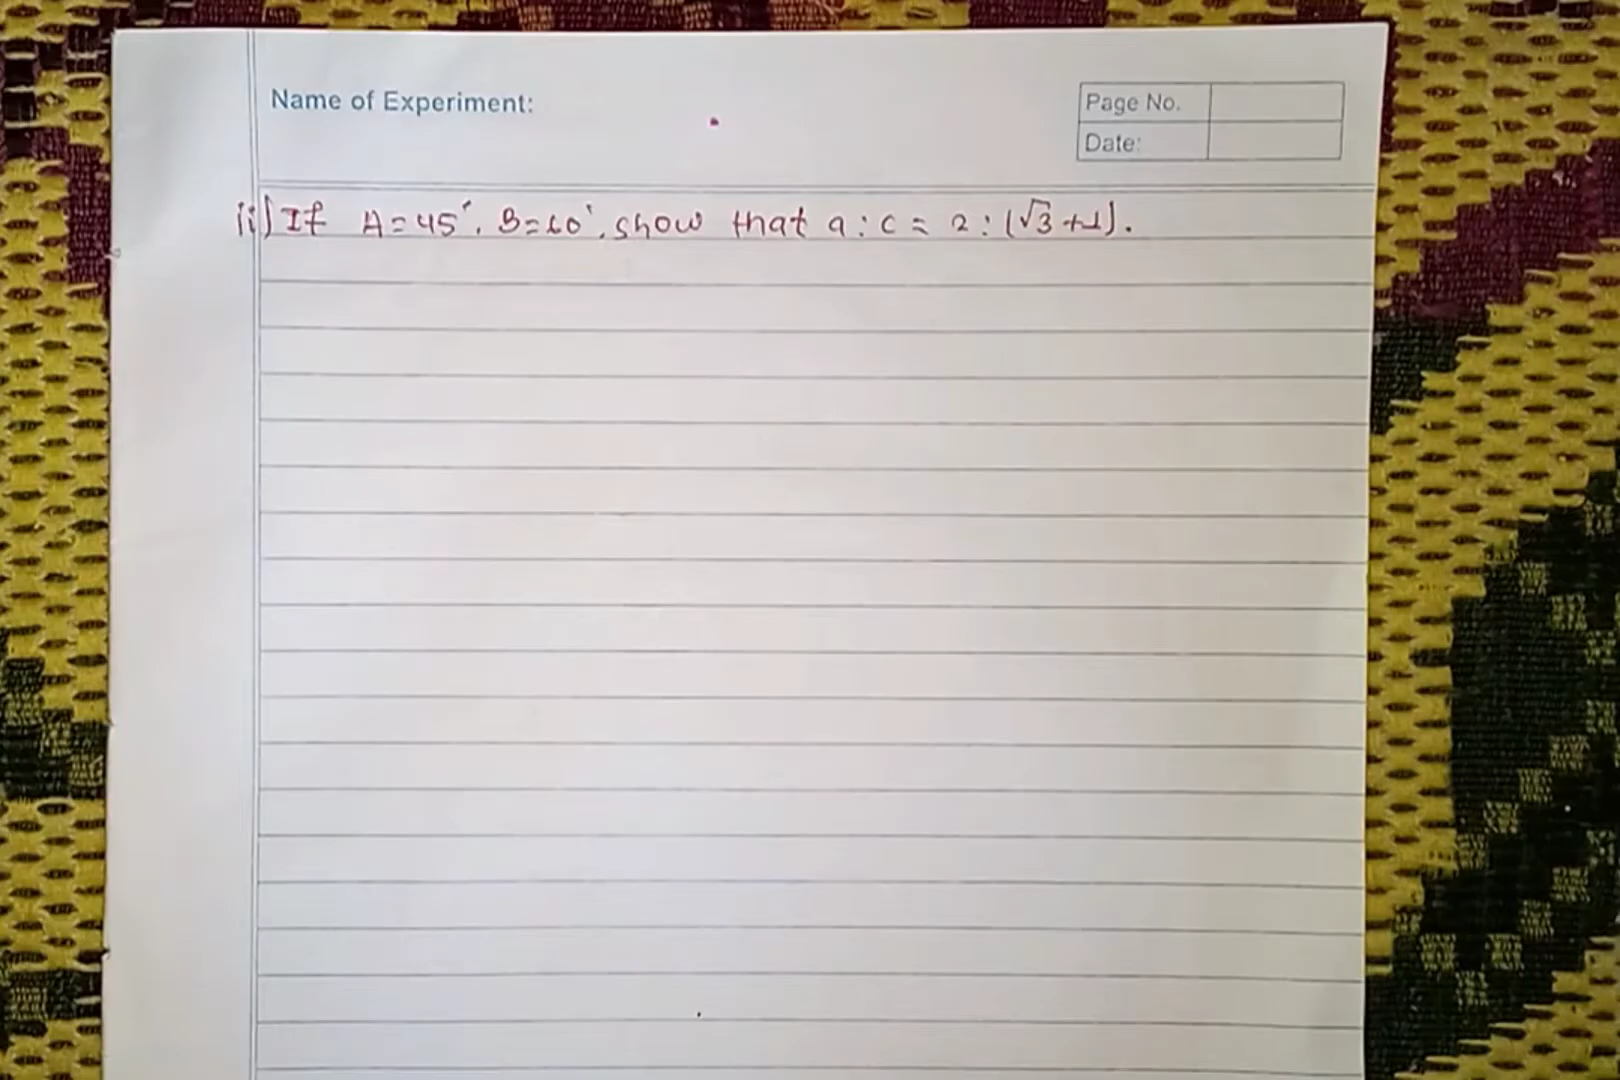 Name of Experiment:
Page No.
Date:
ii) If A = 45°, B = 60°, show that a : c = 2 : (√3 + 1).